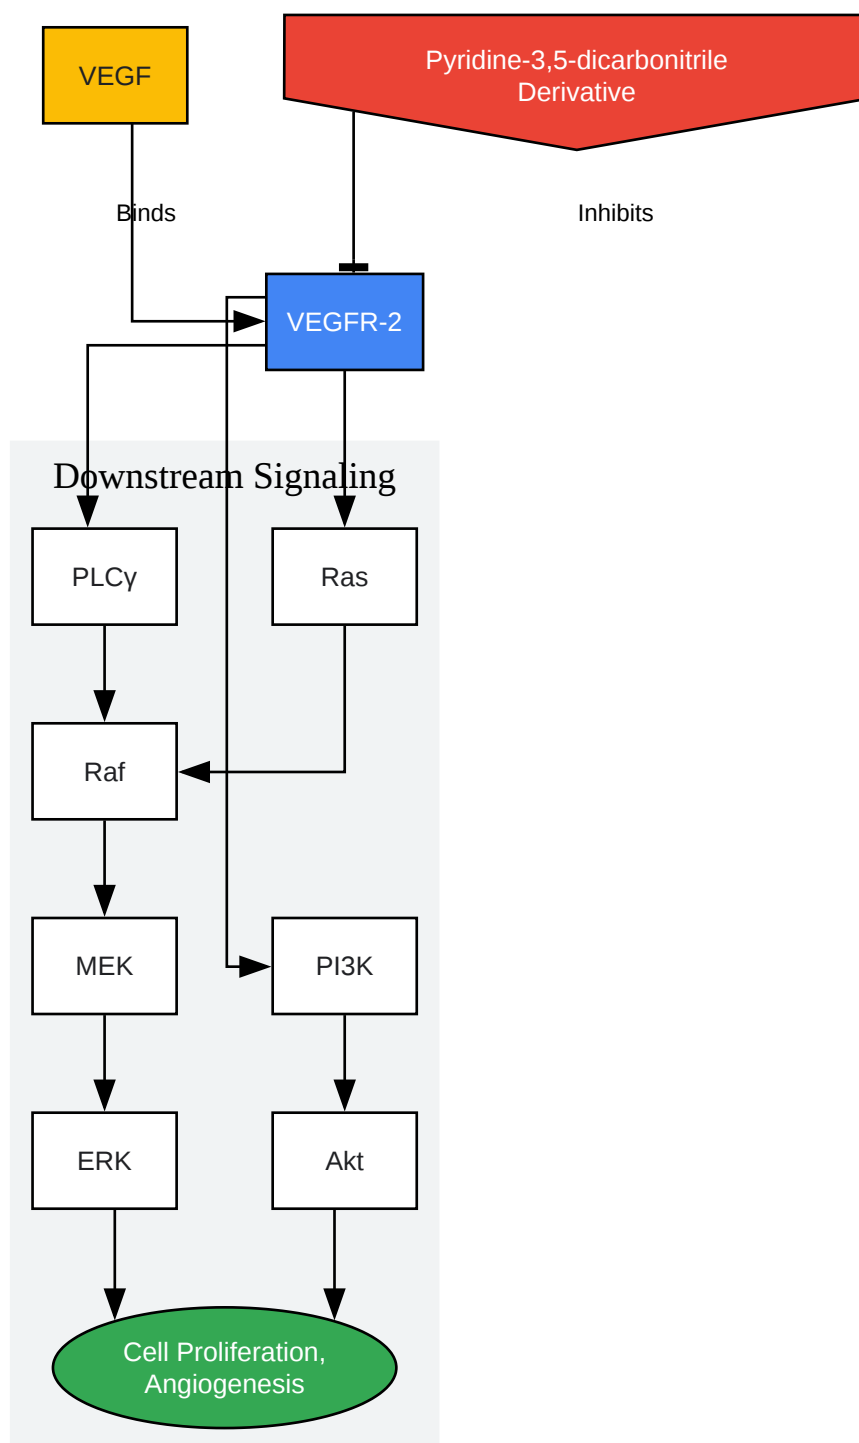 VEGF
Pyridine-3,5-dicarbonitrile
Derivative
Binds
Inhibits
VEGFR-2
Downstream Signaling
PLCγ
Ras
Raf
MEK
PI3K
ERK
Akt
Cell Proliferation,
Angiogenesis